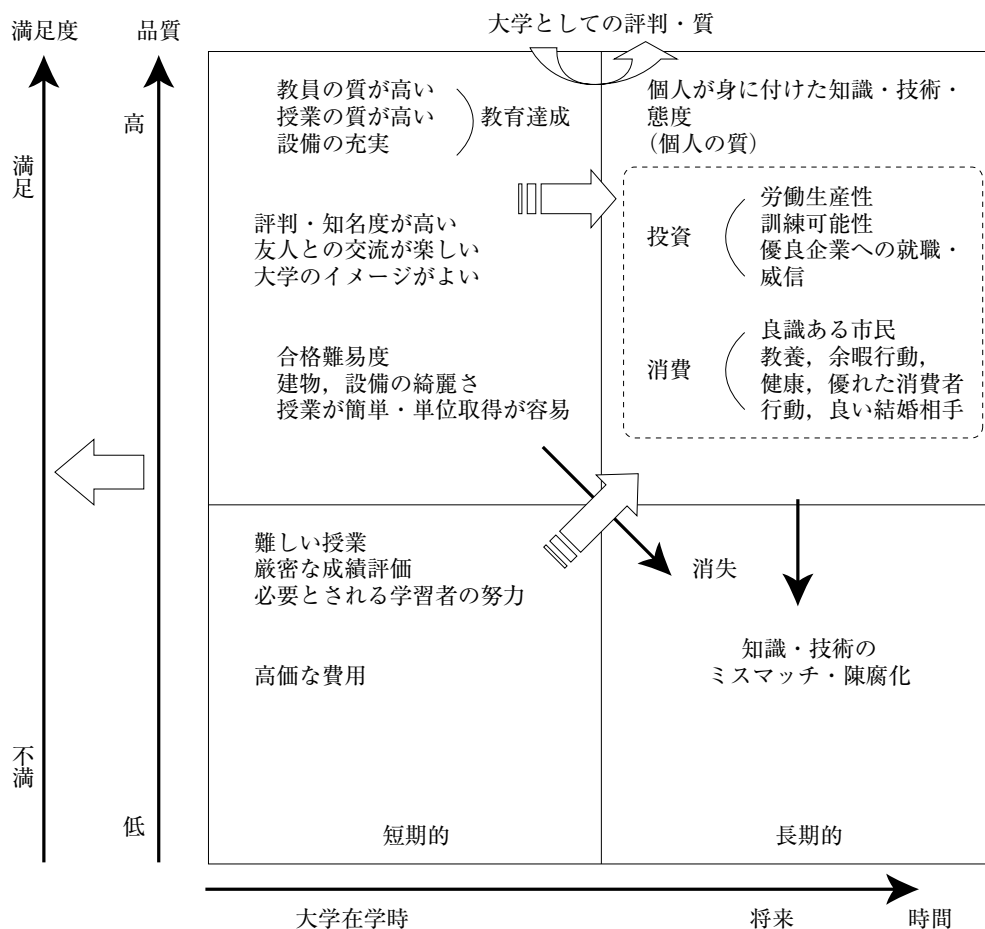 大学としての評判・質
満足度
品質
高
低
満足
不満
教員の質が高い
授業の質が高い
設備の充実
教育達成
評判・知名度が高い
友人との交流が楽しい
大学のイメージがよい
合格難易度
建物，設備の綺麗さ
授業が簡単・単位取得が容易
個人が身に付けた知識・技術・
態度
（個人の質）
投資
労働生産性
訓練可能性
優良企業への就職・
威信
消費
良識ある市民
教養，余暇行動，
健康，優れた消費者
行動，良い結婚相手
難しい授業
厳密な成績評価
必要とされる学習者の努力
高価な費用
消失
知識・技術の
ミスマッチ・陳腐化
短期的
長期的
大学在学時
将来
時間